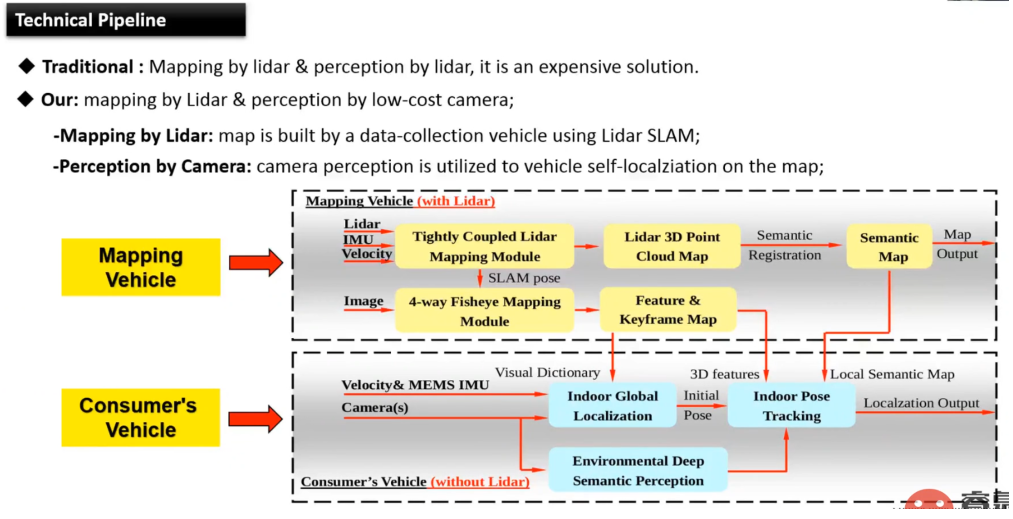 Technical Pipeline
◆ Traditional : Mapping by lidar & perception by lidar, it is an expensive solution.
◆ Our: mapping by Lidar & perception by low-cost camera;
-Mapping by Lidar: map is built by a data-collection vehicle using Lidar SLAM;
-Perception by Camera: camera perception is utilized to vehicle self-localziation on the map;
Mapping
Vehicle
Mapping Vehicle (with Lidar)
Lidar
IMU
Velocity
Tightly Coupled Lidar
Mapping Module
Lidar 3D Point
Cloud Map
Semantic
Registration
Semantic
Map
Map
Output
SLAM pose
Image
4-way Fisheye Mapping
Module
Feature &
Keyframe Map
Consumer's
Vehicle
Visual Dictionary
3D features
Local Semantic Map
Velocity& MEMS IMU
Camera(s)
Indoor Global
Localization
Initial
Pose
Indoor Pose
Tracking
Localzation Output
Environmental Deep
Semantic Perception
Consumer's Vehicle (without Lidar)